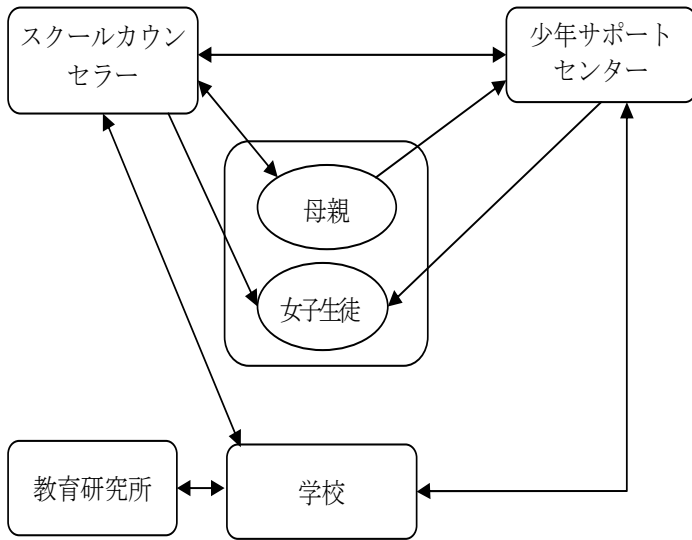 スクールカウン
セラー
少年サポート
センター
母親
女子生徒
教育研究所
学校